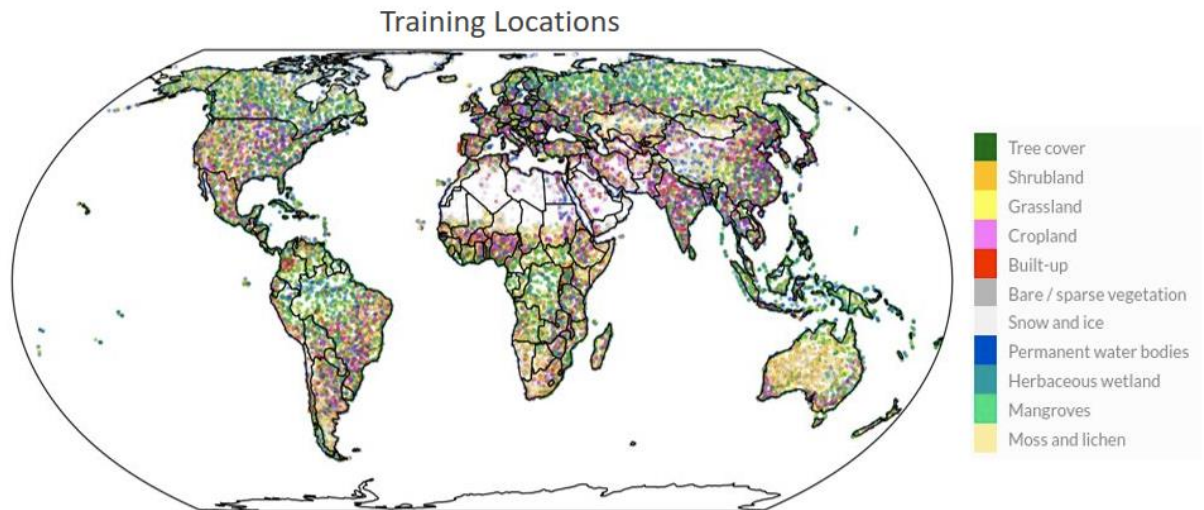 Training Locations
Tree cover
Shrubland
Grassland
Cropland
Built-up
Bare / sparse vegetation
Snow and ice
Permanent water bodies
Herbaceous wetland
Mangroves
Moss and lichen